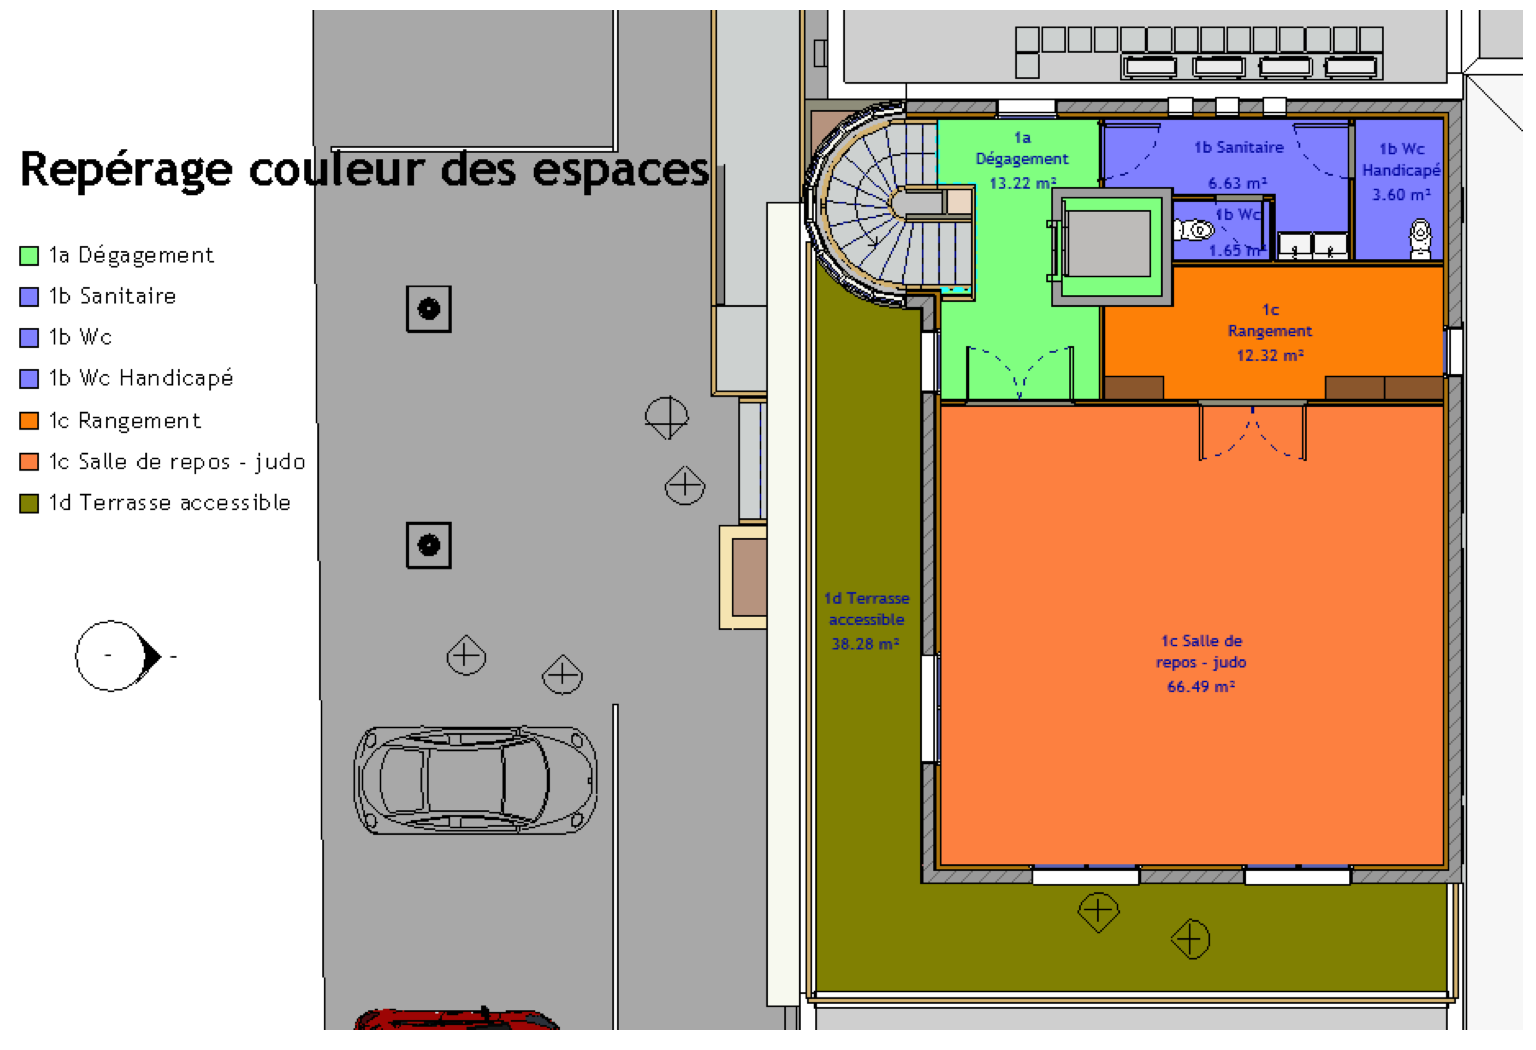 Repérage couleur des espaces
1a Dégagement
1b Sanitaire
1b Wc
1b Wc Handicapé
1c Rangement
1c Salle de repos - judo
1d Terrasse accessible
- -
1a
Dégagement
13.22 m²
1b Sanitaire
6.63 m²
1b Wc
Handicapé
3.60 m²
1b Wc
1.65 m²
1c
Rangement
12.32 m²
1d Terrasse
accessible
38.28 m²
1c Salle de
repos - judo
66.49 m²